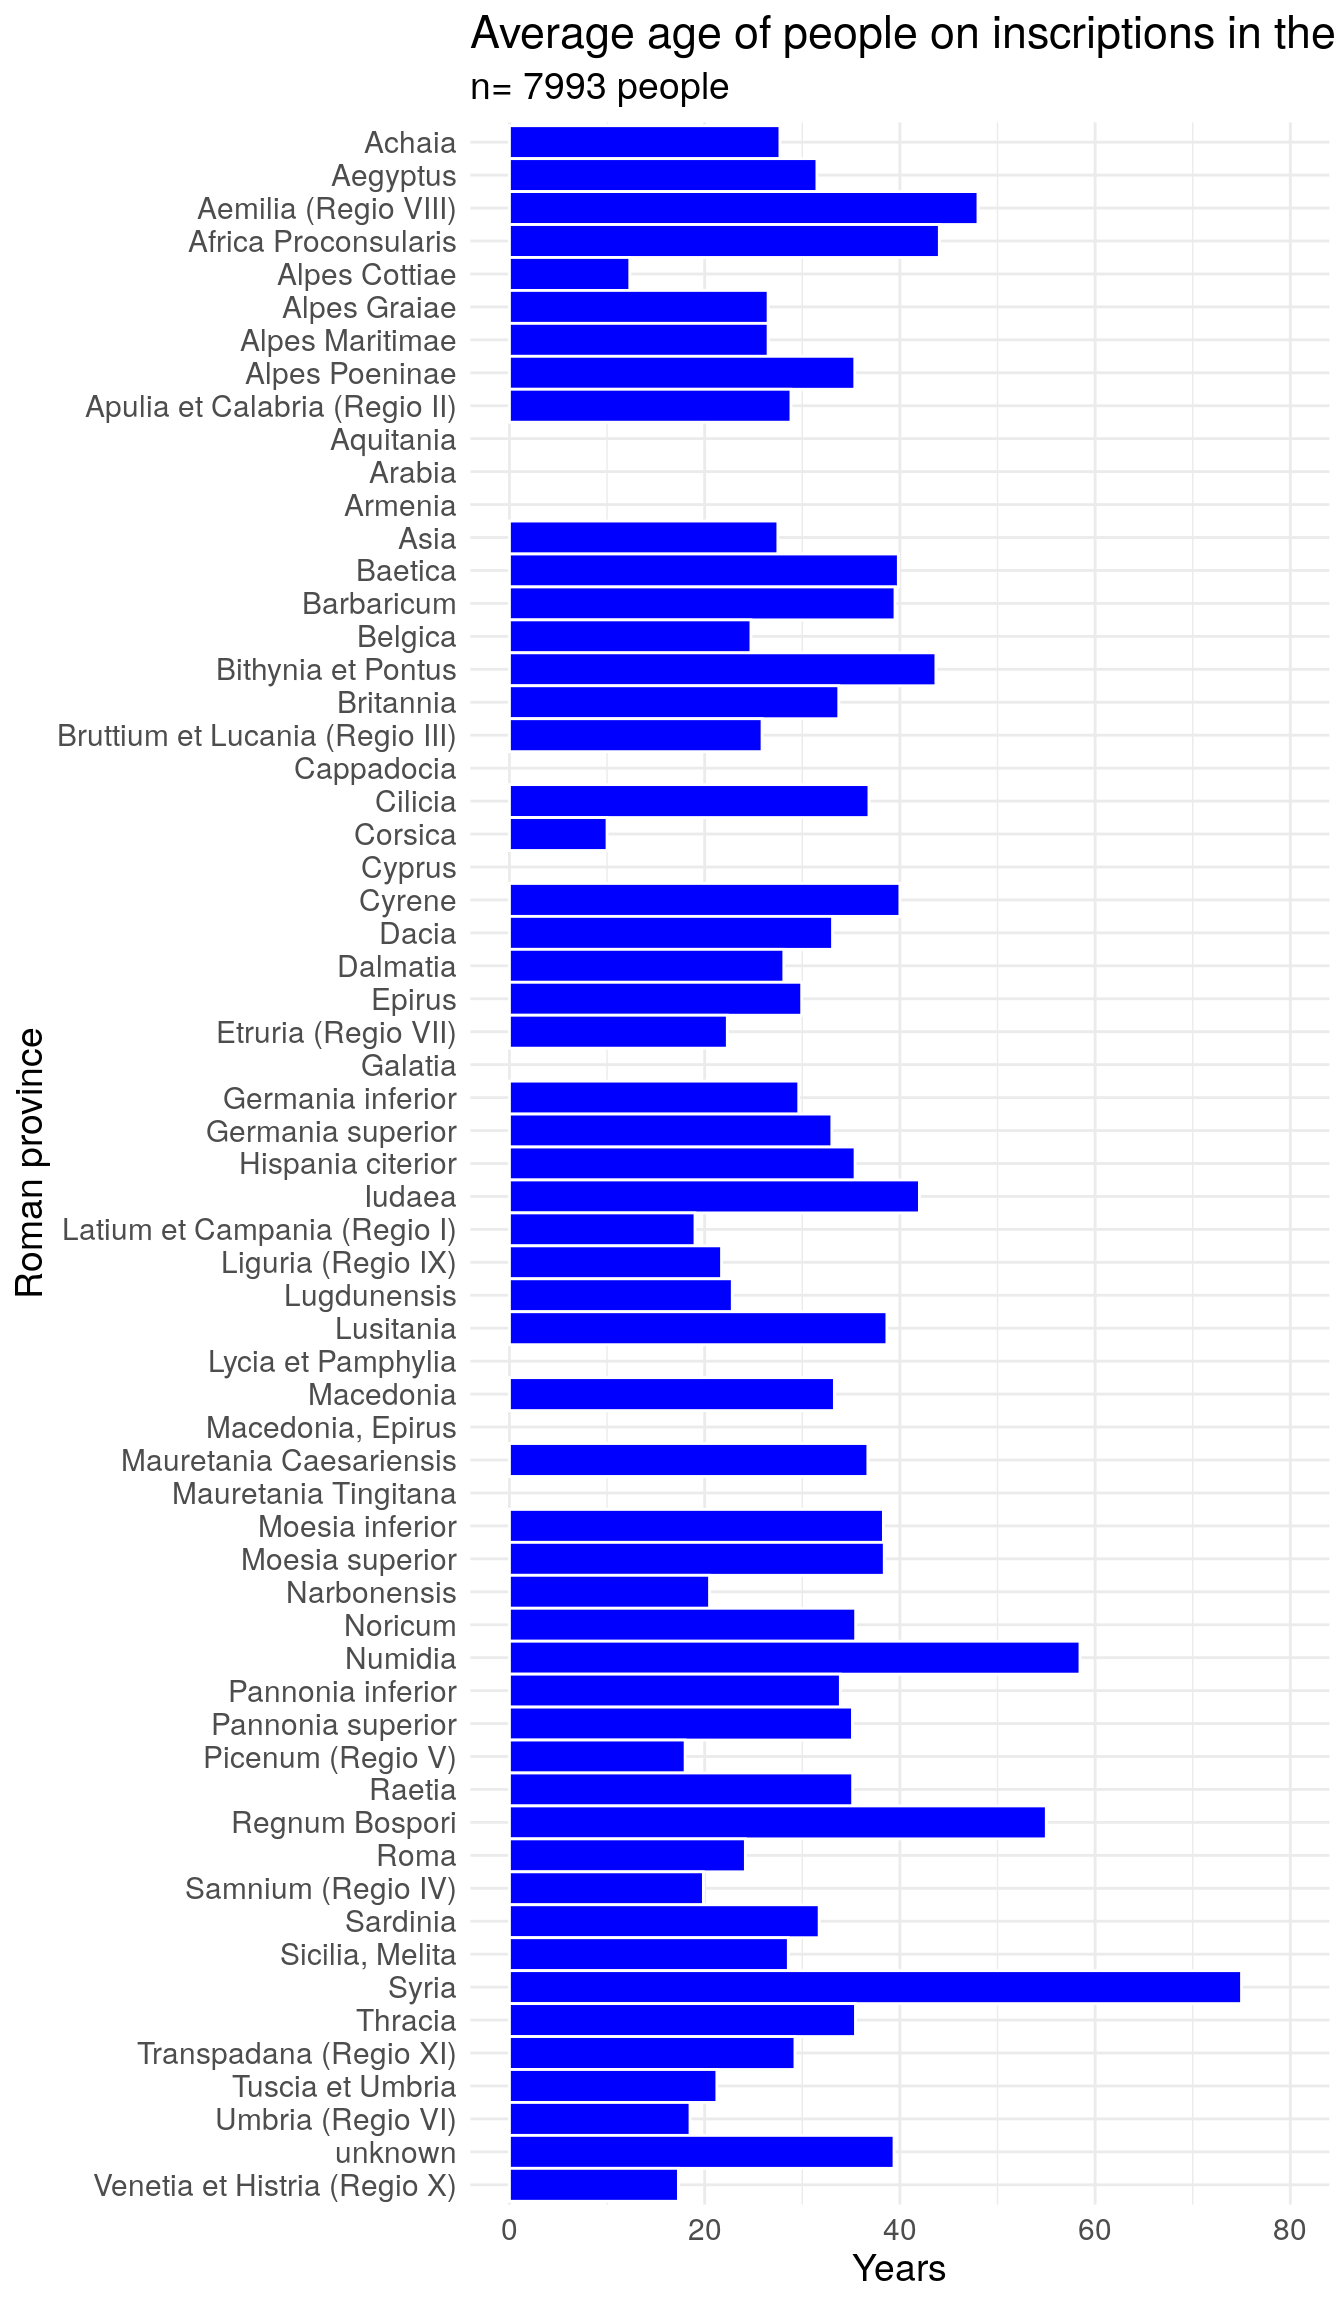 Average age of people on inscriptions in the
n= 7993 people
Achaia
Aegyptus
Aemilia (Regio VIII)
Africa Proconsularis
Alpes Cottiae
Alpes Graiae
Alpes Maritimae
Alpes Poeninae
Apulia et Calabria (Regio II)
Aquitania
Arabia
Armenia
Asia
Baetica
Barbaricum
Belgica
Bithynia et Pontus
Britannia
Bruttium et Lucania (Regio III)
Cappadocia
Cilicia
Corsica
Cyprus
Cyrene
Dacia
Dalmatia
Epirus
Etruria (Regio VII)
Galatia
Germania inferior
Germania superior
Hispania citerior
Iudaea
Latium et Campania (Regio I)
Liguria (Regio IX)
Lugdunensis
Lusitania
Lycia et Pamphylia
Macedonia
Macedonia, Epirus
Mauretania Caesariensis
Mauretania Tingitana
Moesia inferior
Moesia superior
Narbonensis
Noricum
Numidia
Pannonia inferior
Pannonia superior
Picenum (Regio V)
Raetia
Regnum Bospori
Roma
Samnium (Regio IV)
Sardinia
Sicilia, Melita
Syria
Thracia
Transpadana (Regio XI)
Tuscia et Umbria
Umbria (Regio VI)
unknown
Venetia et Histria (Regio X)
Roman province
0 20 40 60 80
Years